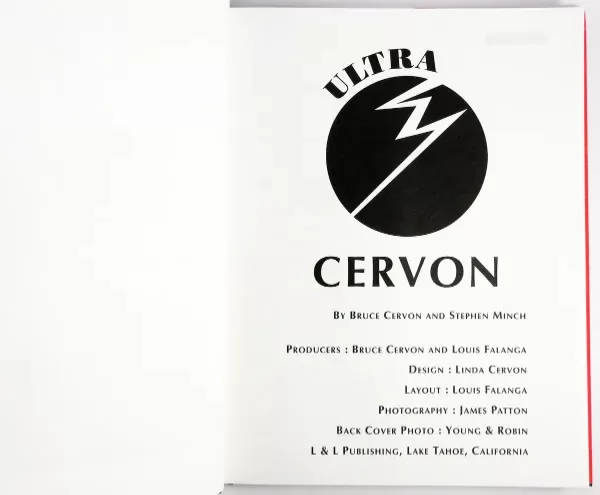 ULTRA
CERVON
By Bruce Cervon and Stephen Minch
Producers : Bruce Cervon and Louis Falanga
Design : Linda Cervon
Layout : Louis Falanga
Photography : James Patton
Back Cover Photo : Young & Robin
L & L Publishing, Lake Tahoe, California